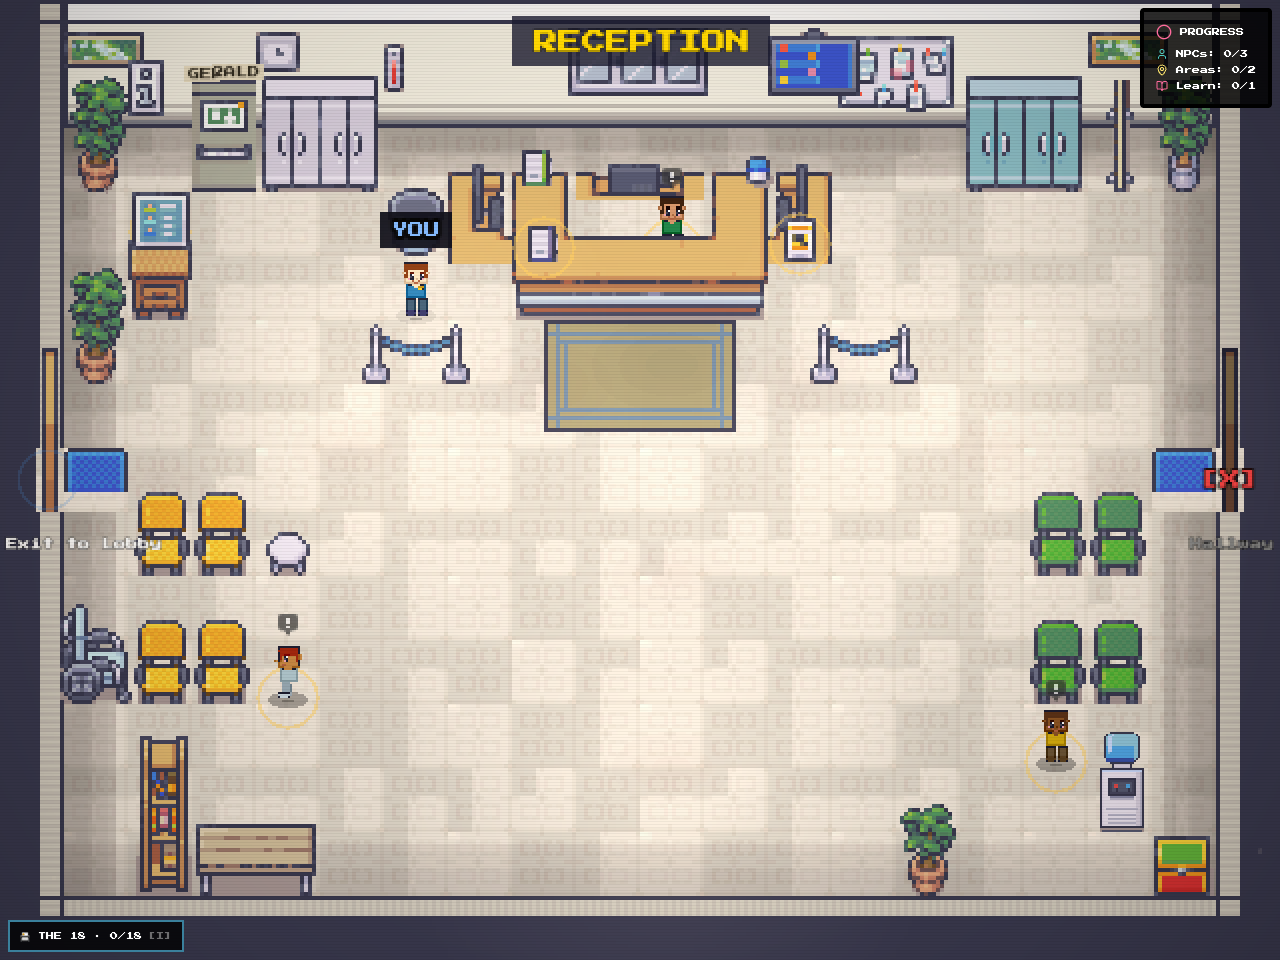 RECEPTION
PROGRESS
NPCs: 0/3
Areas: 0/2
Learn: 0/1
GERALD
YOU
[X]
Exit to Lobby
Hallway
THE 18 · 0/18 [I]